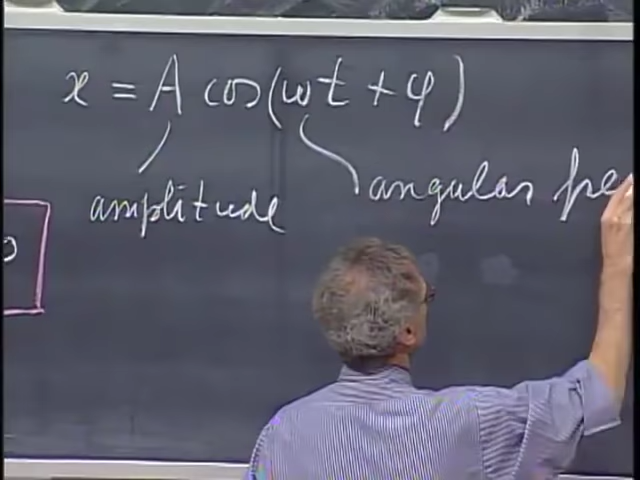 x = A cos(ωt + φ)
amplitude
angular fre